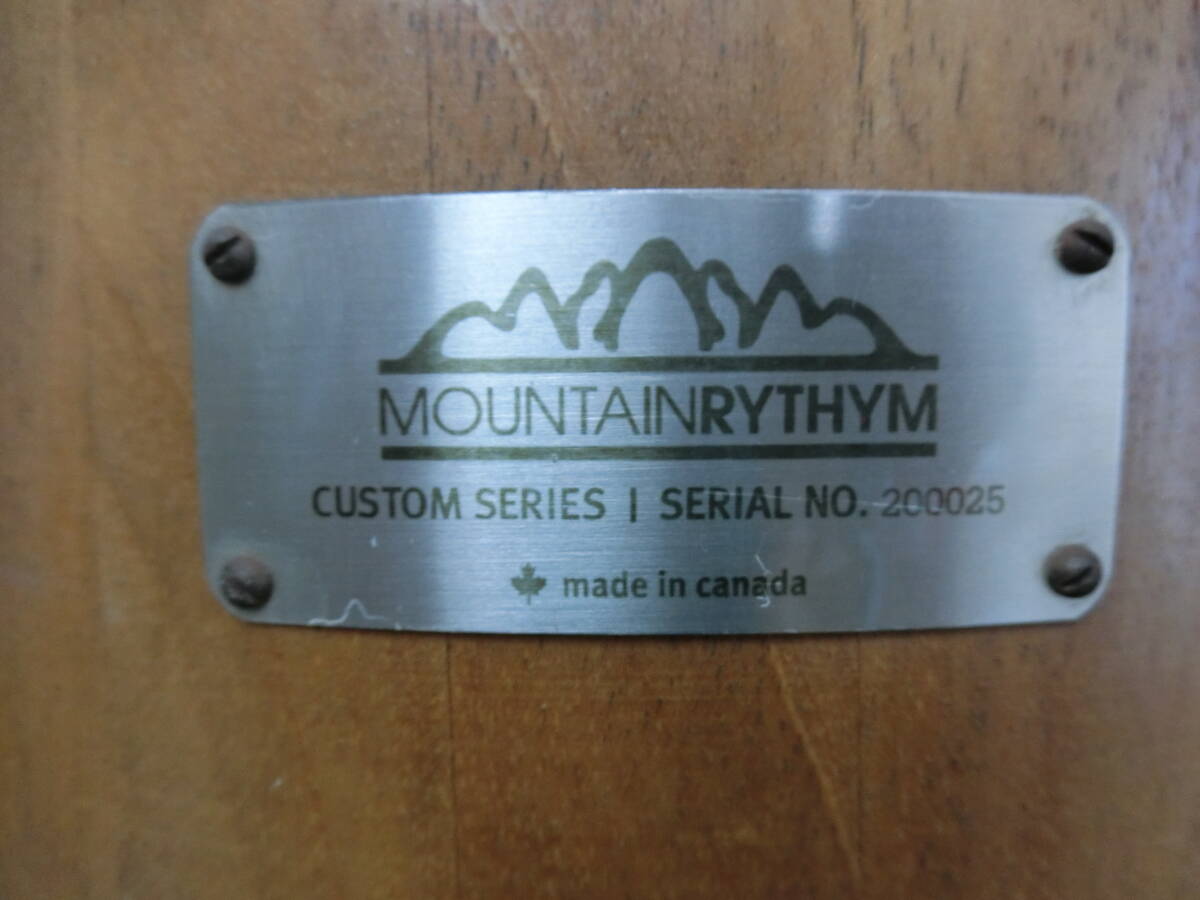 MOUNTAINRYTHYM
CUSTOM SERIES | SERIAL NO. 200025
made in canada